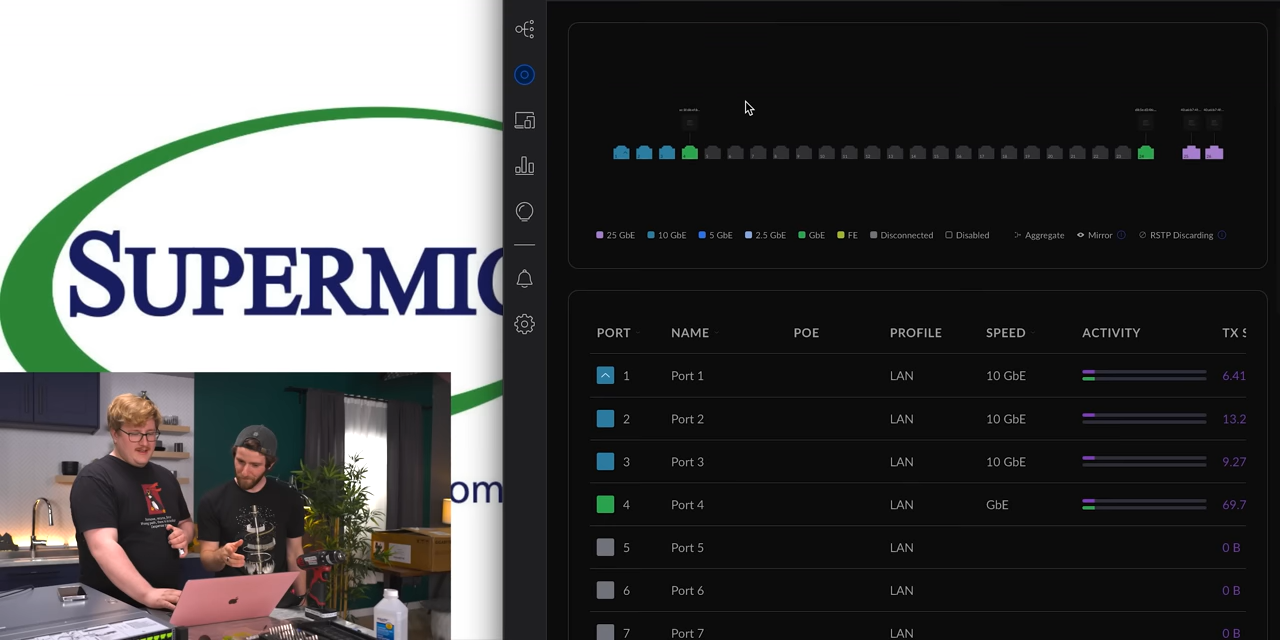 SUPERMIC
om
25 GbE
10 GbE
5 GbE
2.5 GbE
GbE
FE
Disconnected
Disabled
Aggregate
Mirror
RSTP Discarding
PORT NAME POE PROFILE SPEED ACTIVITY TX S
1 Port 1 LAN 10 GbE 6.41
2 Port 2 LAN 10 GbE 13.2
3 Port 3 LAN 10 GbE 9.27
4 Port 4 LAN GbE 69.7
5 Port 5 LAN 0 B
6 Port 6 LAN 0 B
7 Port 7 LAN 0 B